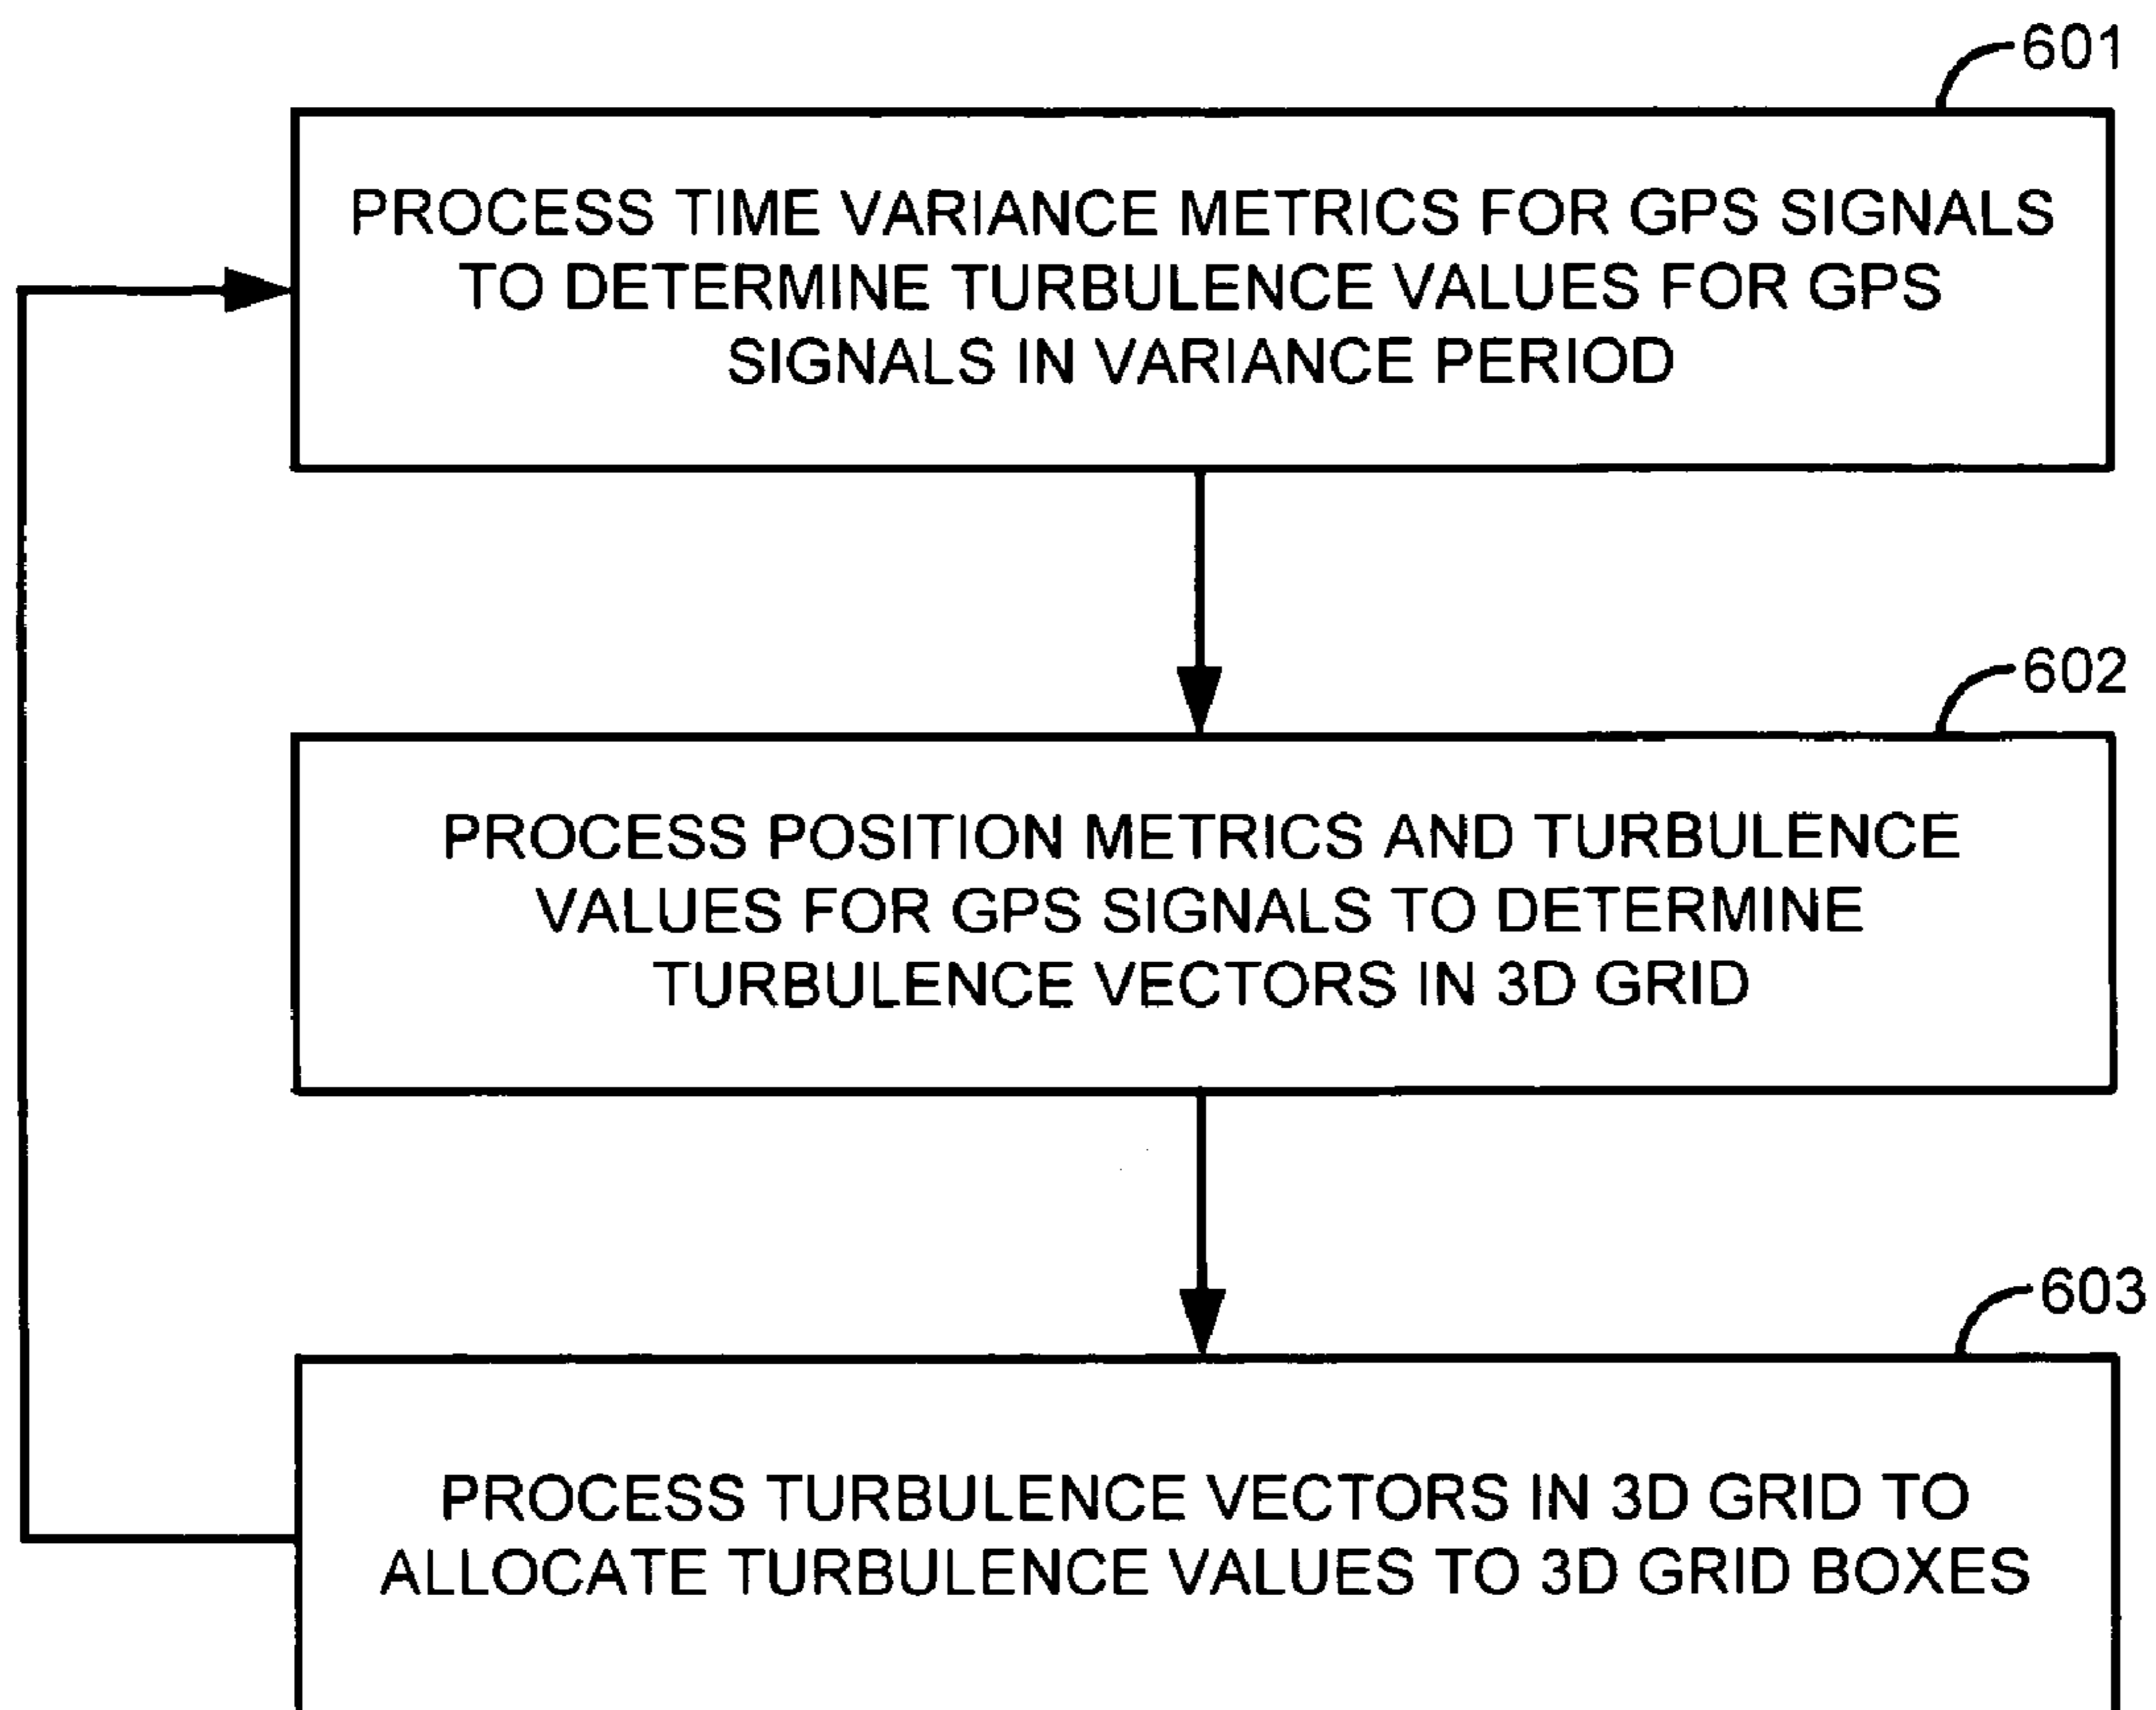 601
PROCESS TIME VARIANCE METRICS FOR GPS SIGNALS
TO DETERMINE TURBULENCE VALUES FOR GPS
SIGNALS IN VARIANCE PERIOD
602
PROCESS POSITION METRICS AND TURBULENCE
VALUES FOR GPS SIGNALS TO DETERMINE
TURBULENCE VECTORS IN 3D GRID
603
PROCESS TURBULENCE VECTORS IN 3D GRID TO
ALLOCATE TURBULENCE VALUES TO 3D GRID BOXES